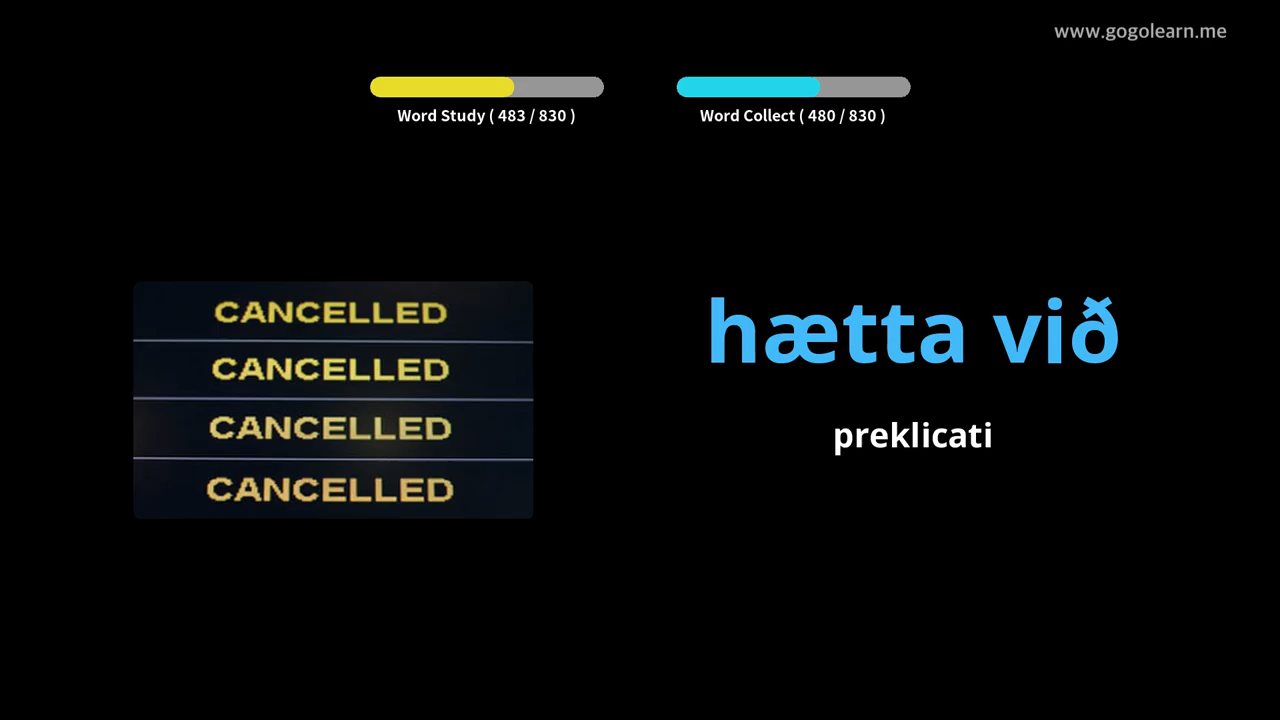 www.gogolearn.me
Word Study ( 483 / 830 )
Word Collect ( 480 / 830 )
CANCELLED
CANCELLED
CANCELLED
CANCELLED
hætta við
preklicati